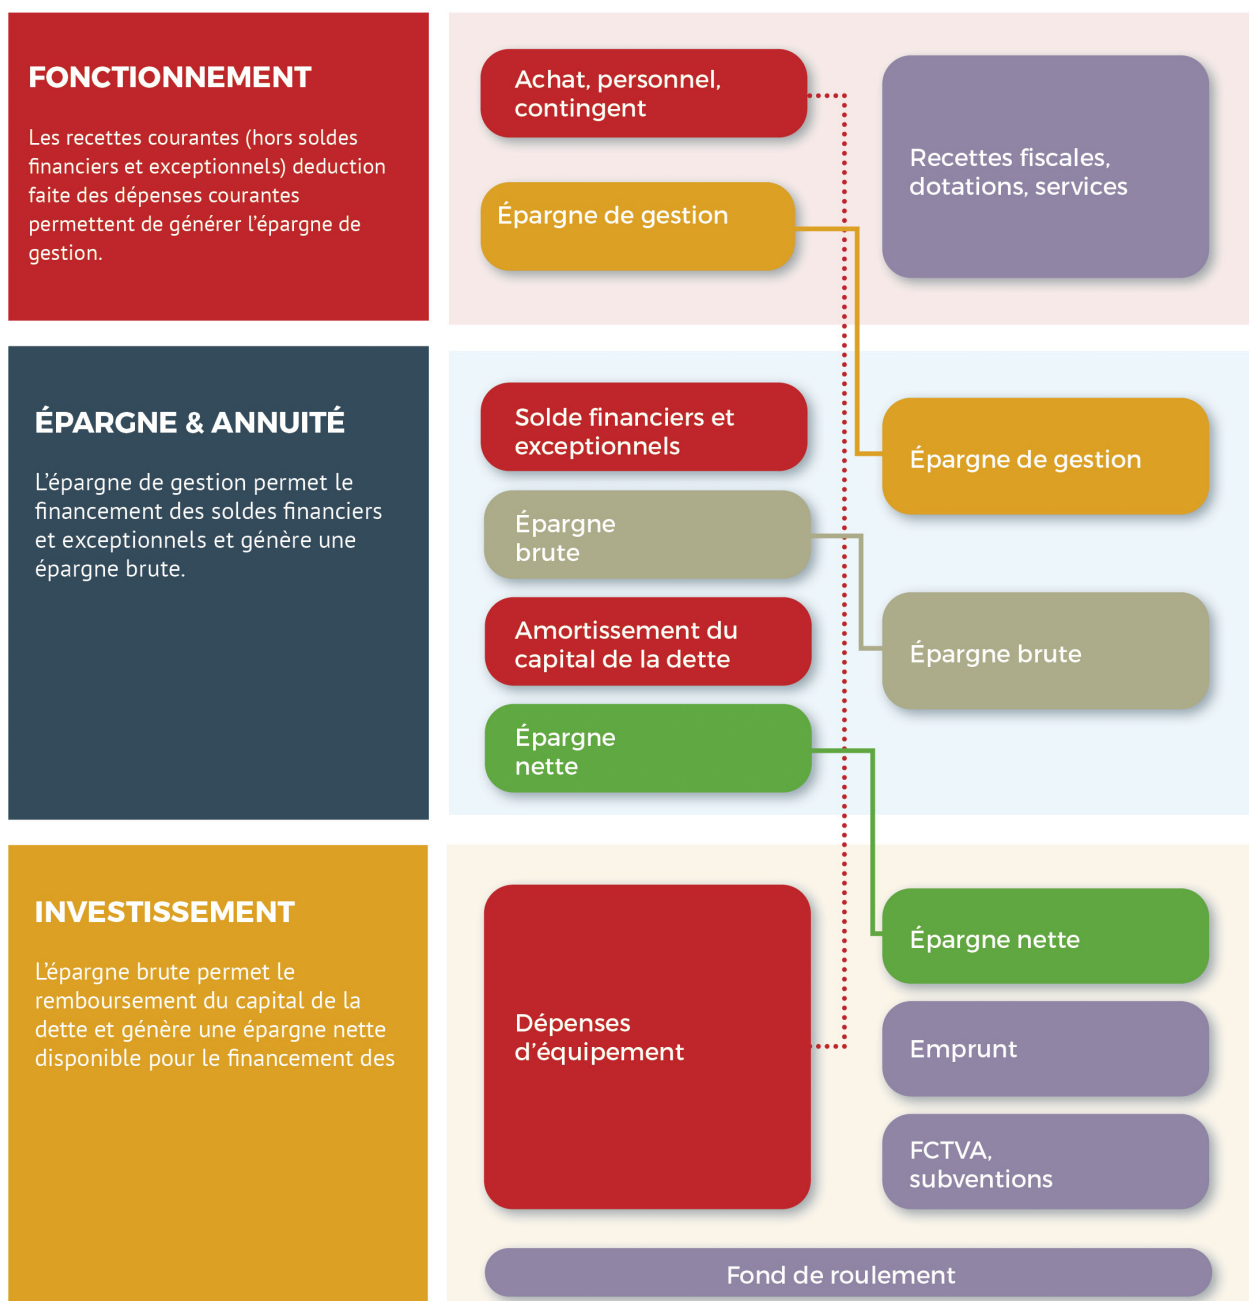 FONCTIONNEMENT
Les recettes courantes (hors soldes
financiers et exceptionnels) deduction
faite des dépenses courantes
permettent de générer l’épargne de
gestion.
Achat, personnel,
contingent
Épargne de gestion
Recettes fiscales,
dotations, services
ÉPARGNE & ANNUITÉ
L’épargne de gestion permet le
financement des soldes financiers
et exceptionnels et génère une
épargne brute.
Solde financiers et
exceptionnels
Épargne
brute
Amortissement du
capital de la dette
Épargne
nette
Épargne de gestion
Épargne brute
INVESTISSEMENT
L’épargne brute permet le
remboursement du capital de la
dette et génère une épargne nette
disponible pour le financement des
Dépenses
d’équipement
Épargne nette
Emprunt
FCTVA,
subventions
Fond de roulement